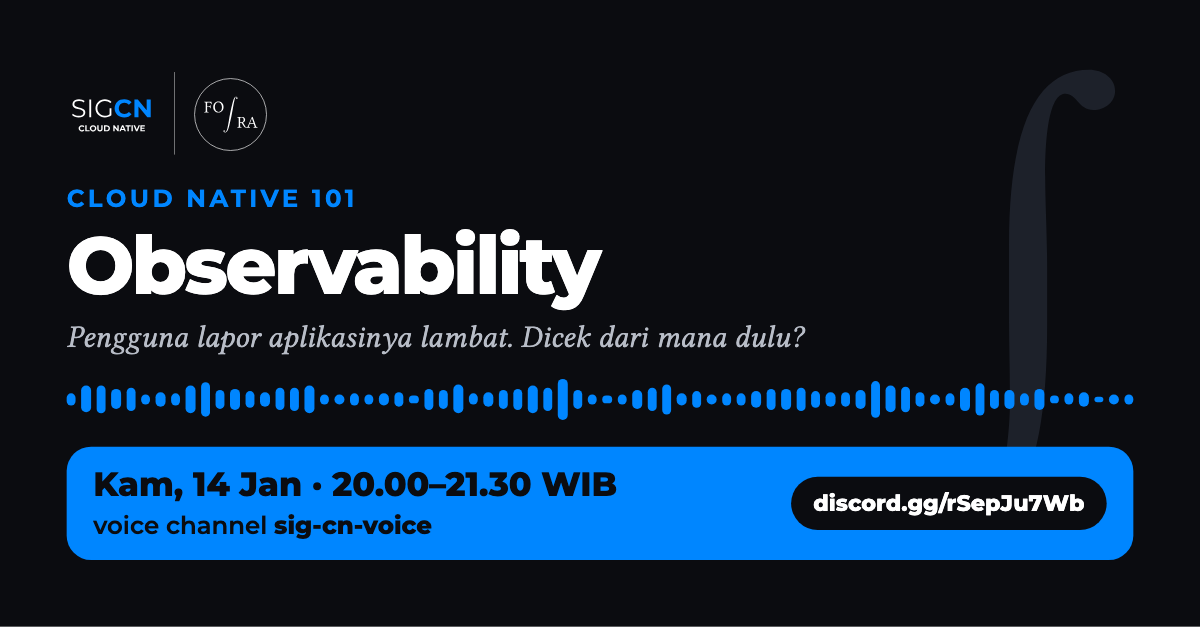 SIGCN
CLOUD NATIVE
FO
RA
CLOUD NATIVE 101
Observability
Pengguna lapor aplikasinya lambat. Dicek dari mana dulu?
Kam, 14 Jan · 20.00–21.30 WIB
voice channel sig-cn-voice
discord.gg/rSepJu7Wb